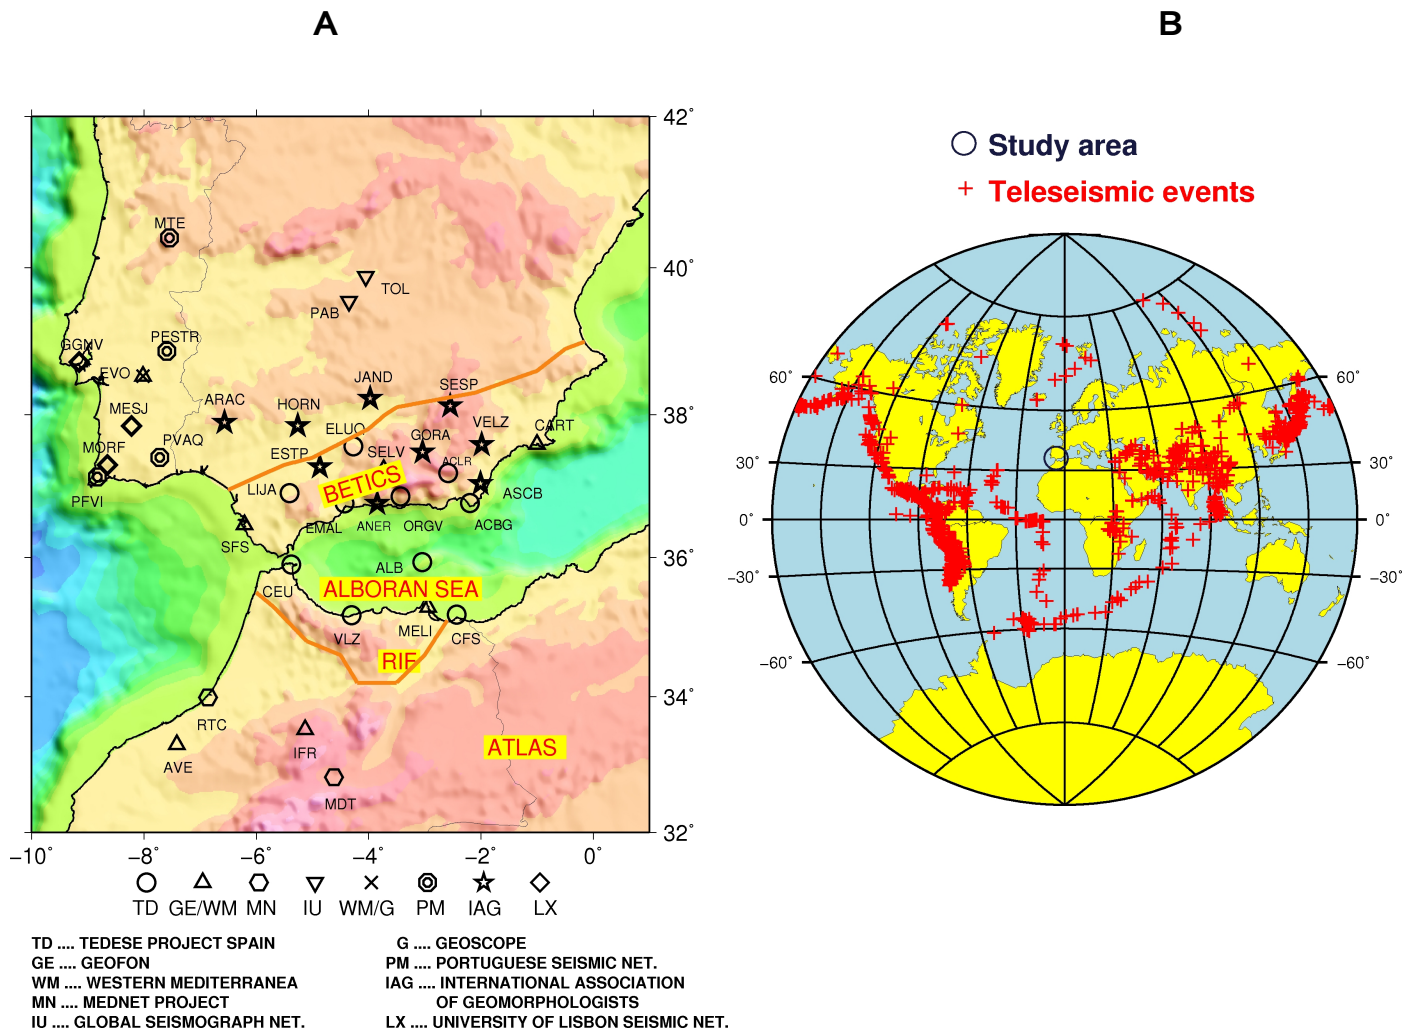 A
B
Study area
Teleseismic events
42°
40°
38°
36°
34°
32°
MTE
TOL
PAB
PESTR
GGNV
EVO
JAND
SESP
ARAC
MESJ
HORN
VELZ
CART
ELUQ
GORA
PVAQ
MORF
ESTP
SELV
ACLR
BETICS
LIJA
ASCB
PFVI
EMAL
ANER
ORGV
ACBG
SFS
ALB
ALBORAN SEA
CEU
MELI
VLZ
CFS
RIF
RTC
ATLAS
IFR
AVE
MDT
−10 −8° −6° −4° −2° 0°
60° 60°
30° 30°
0° 0°
−30° −30°
−60° −60°
TD GE/WM MN IU WM/G PM IAG LX
TD .... TEDESE PROJECT SPAIN
GE .... GEOFON
WM .... WESTERN MEDITERRANEA
MN .... MEDNET PROJECT
IU .... GLOBAL SEISMOGRAPH NET.
G .... GEOSCOPE
PM .... PORTUGUESE SEISMIC NET.
IAG .... INTERNATIONAL ASSOCIATION
OF GEOMORPHOLOGISTS
LX .... UNIVERSITY OF LISBON SEISMIC NET.